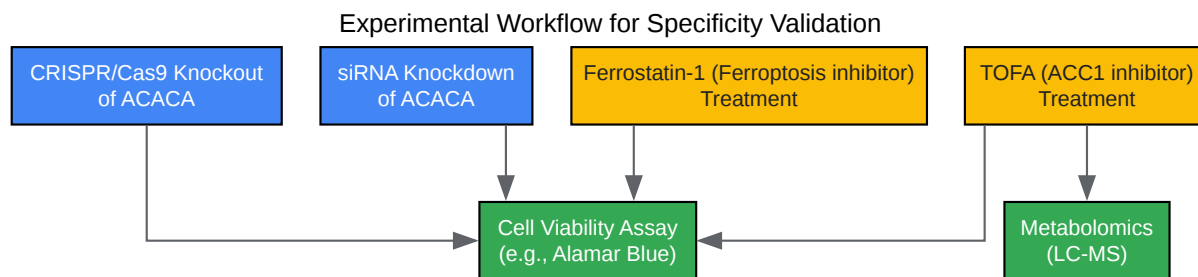 Experimental Workflow for Specificity Validation
CRISPR/Cas9 Knockout
of ACACA
siRNA Knockdown
of ACACA
Ferrostatin-1 (Ferroptosis inhibitor)
Treatment
TOFA (ACC1 inhibitor)
Treatment
Cell Viability Assay
(e.g., Alamar Blue)
Metabolomics
(LC-MS)